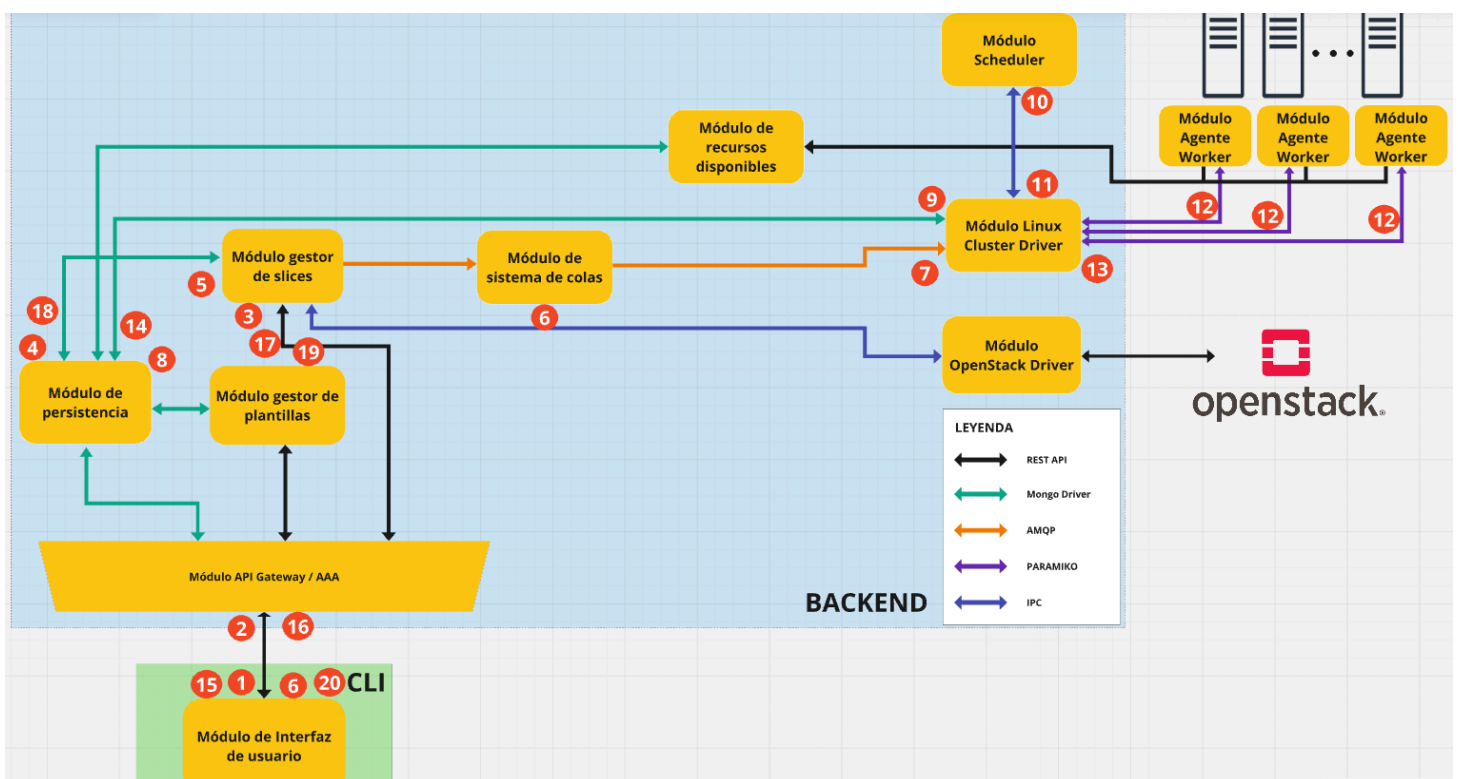 Módulo
Scheduler
10
Módulo
Agente
Worker
Módulo
Agente
Worker
Módulo
Agente
Worker
Módulo de
recursos
disponibles
11
9
12
12
12
Módulo Linux
Cluster Driver
Módulo gestor
de slices
Módulo de
sistema de colas
7
13
5
18
3
14
6
17
19
4
8
Módulo
OpenStack Driver
openstack.
Módulo de
persistencia
Módulo gestor de
plantillas
LEYENDA
REST API
Mongo Driver
AMQP
PARAMIKO
IPC
Módulo API Gateway / AAA
BACKEND
2
16
15
1
6
20
CLI
Módulo de Interfaz
de usuario